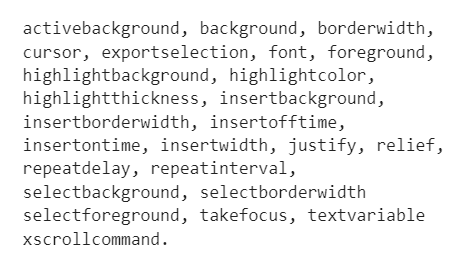 activebackground, background, borderwidth,
cursor, exportselection, font, foreground,
highlightbackground, highlightcolor,
highlightthickness, insertbackground,
insertborderwidth, insertofftime,
insertontime, insertwidth, justify, relief,
repeatdelay, repeatinterval,
selectbackground, selectborderwidth
selectforeground, takefocus, textvariable
xscrollcommand.